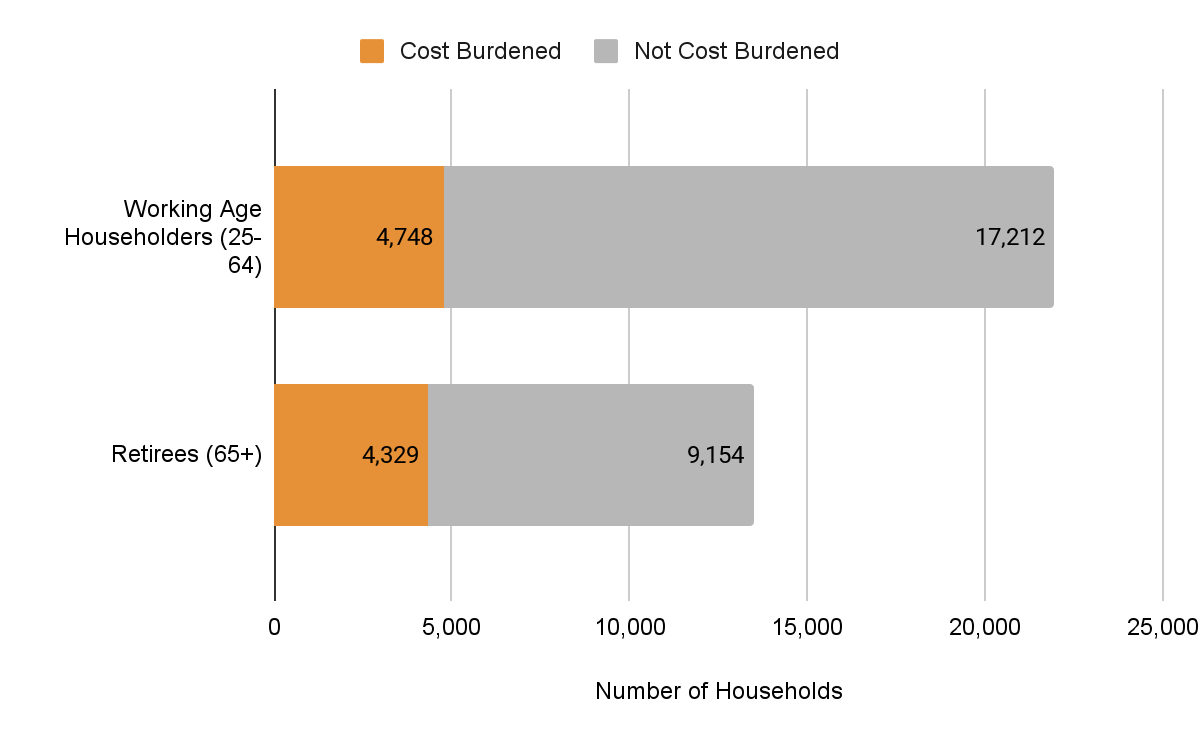 Cost Burdened
Not Cost Burdened
Working Age
Householders (25-
64)
4,748
17,212
Retirees (65+)
4,329
9,154
0
5,000
10,000
15,000
20,000
25,000
Number of Households